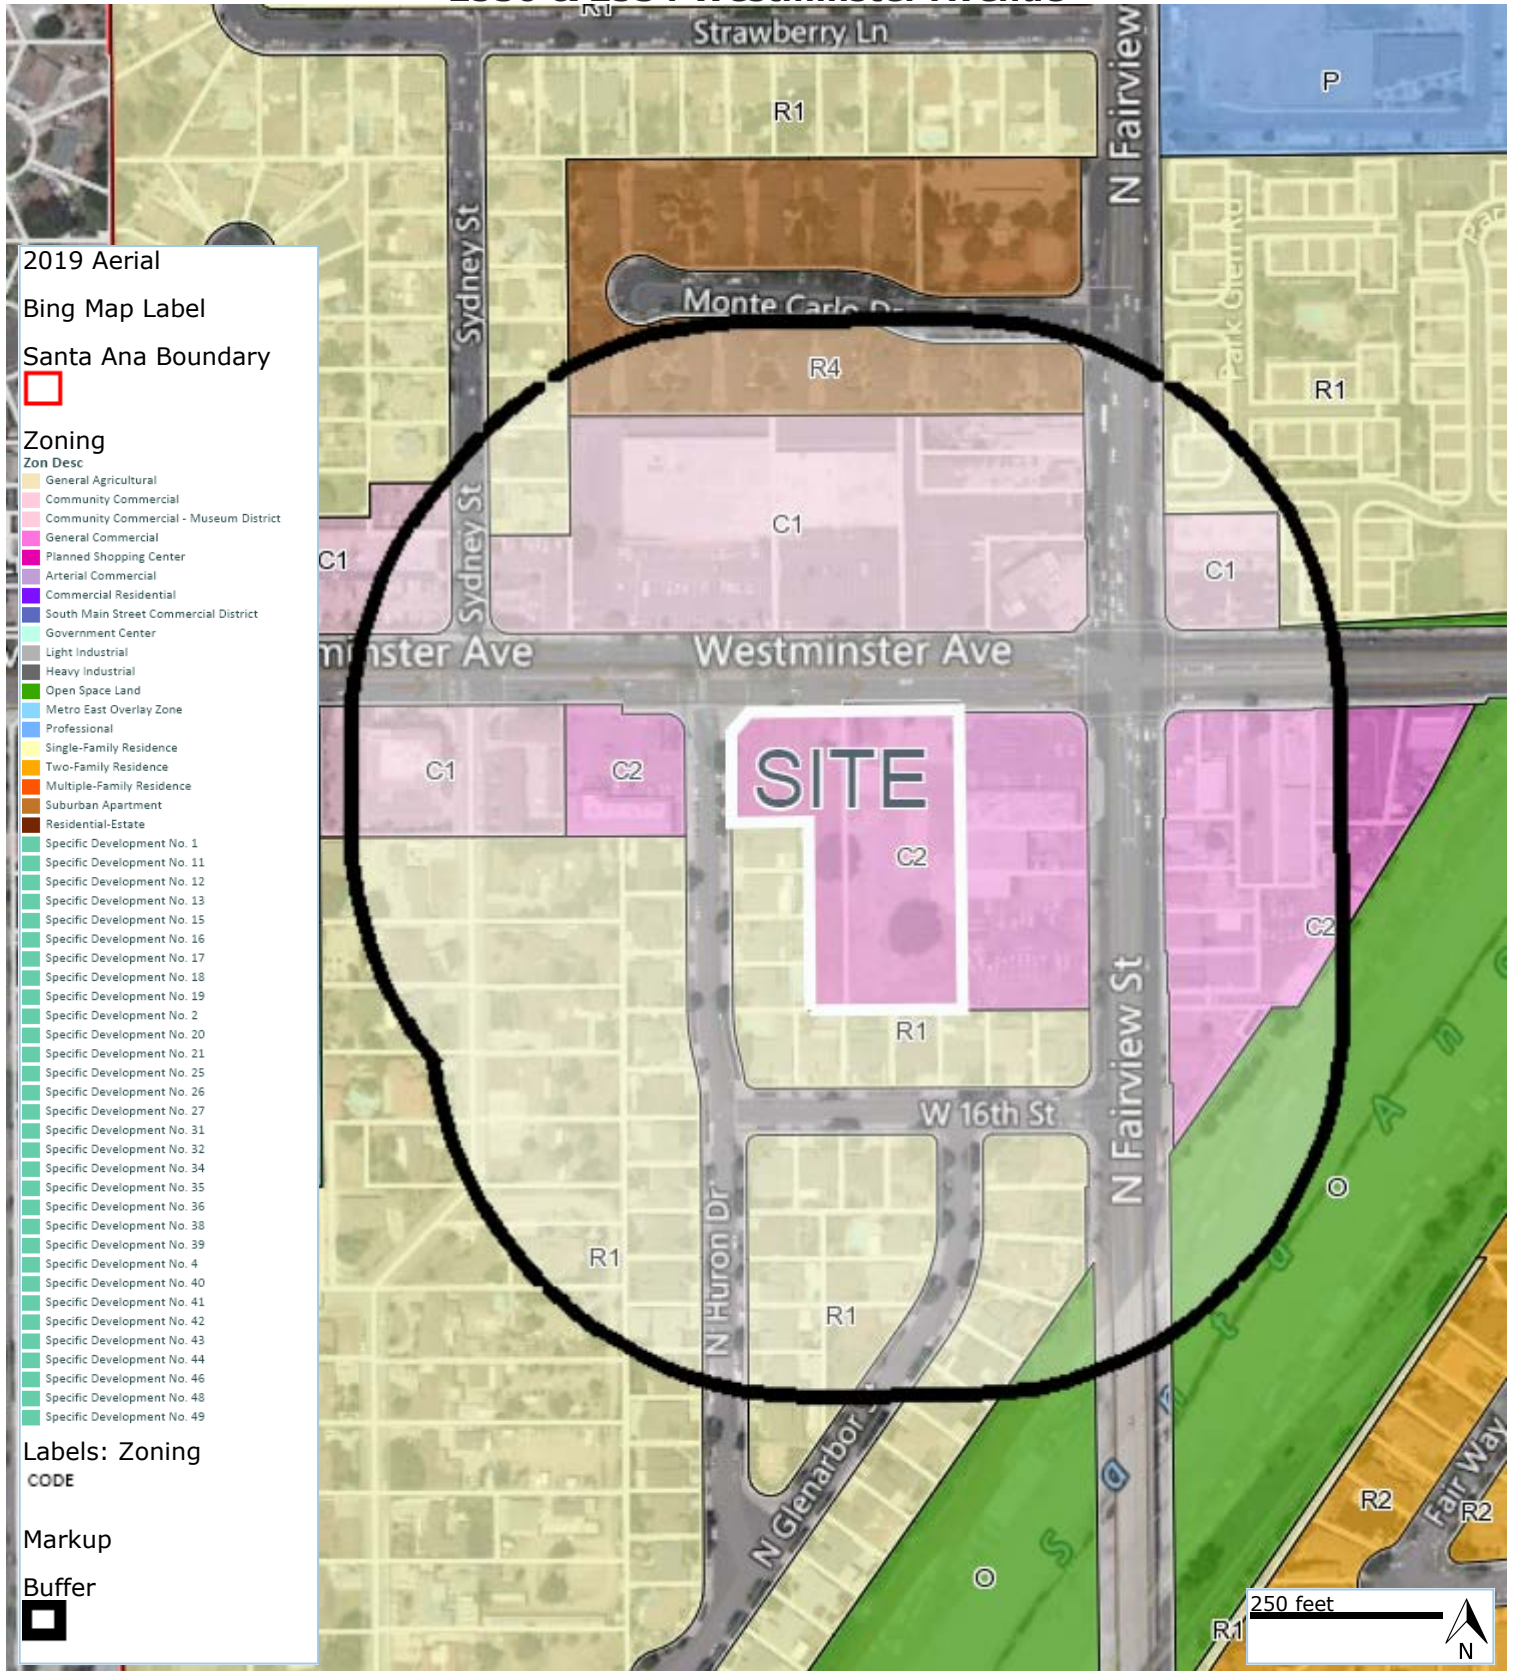 Westminster Avenue
R1
Strawberry Ln
N Fairview
P
R1
Sydney St
Monte Carlo Dr
Park Glenn Rd
R4
R1
C1
C1
C1
Sydney St
minster Ave
Westminster Ave
C1
C2
SITE
C2
C2
R1
W 16th St
N Fairview St
N Huron Dr
R1
R1
O
Santa Ana
N Glenarbor
O
R2
R2
Fair Way
R1
2019 Aerial
Bing Map Label
Santa Ana Boundary
Zoning
Zon Desc
General Agricultural
Community Commercial
Community Commercial - Museum District
General Commercial
Planned Shopping Center
Arterial Commercial
Commercial Residential
South Main Street Commercial District
Government Center
Light Industrial
Heavy Industrial
Open Space Land
Metro East Overlay Zone
Professional
Single-Family Residence
Two-Family Residence
Multiple-Family Residence
Suburban Apartment
Residential-Estate
Specific Development No. 1
Specific Development No. 11
Specific Development No. 12
Specific Development No. 13
Specific Development No. 15
Specific Development No. 16
Specific Development No. 17
Specific Development No. 18
Specific Development No. 19
Specific Development No. 2
Specific Development No. 20
Specific Development No. 21
Specific Development No. 25
Specific Development No. 26
Specific Development No. 27
Specific Development No. 31
Specific Development No. 32
Specific Development No. 34
Specific Development No. 35
Specific Development No. 36
Specific Development No. 38
Specific Development No. 39
Specific Development No. 4
Specific Development No. 40
Specific Development No. 41
Specific Development No. 42
Specific Development No. 43
Specific Development No. 44
Specific Development No. 46
Specific Development No. 48
Specific Development No. 49
Labels: Zoning
CODE
Markup
Buffer
250 feet
N